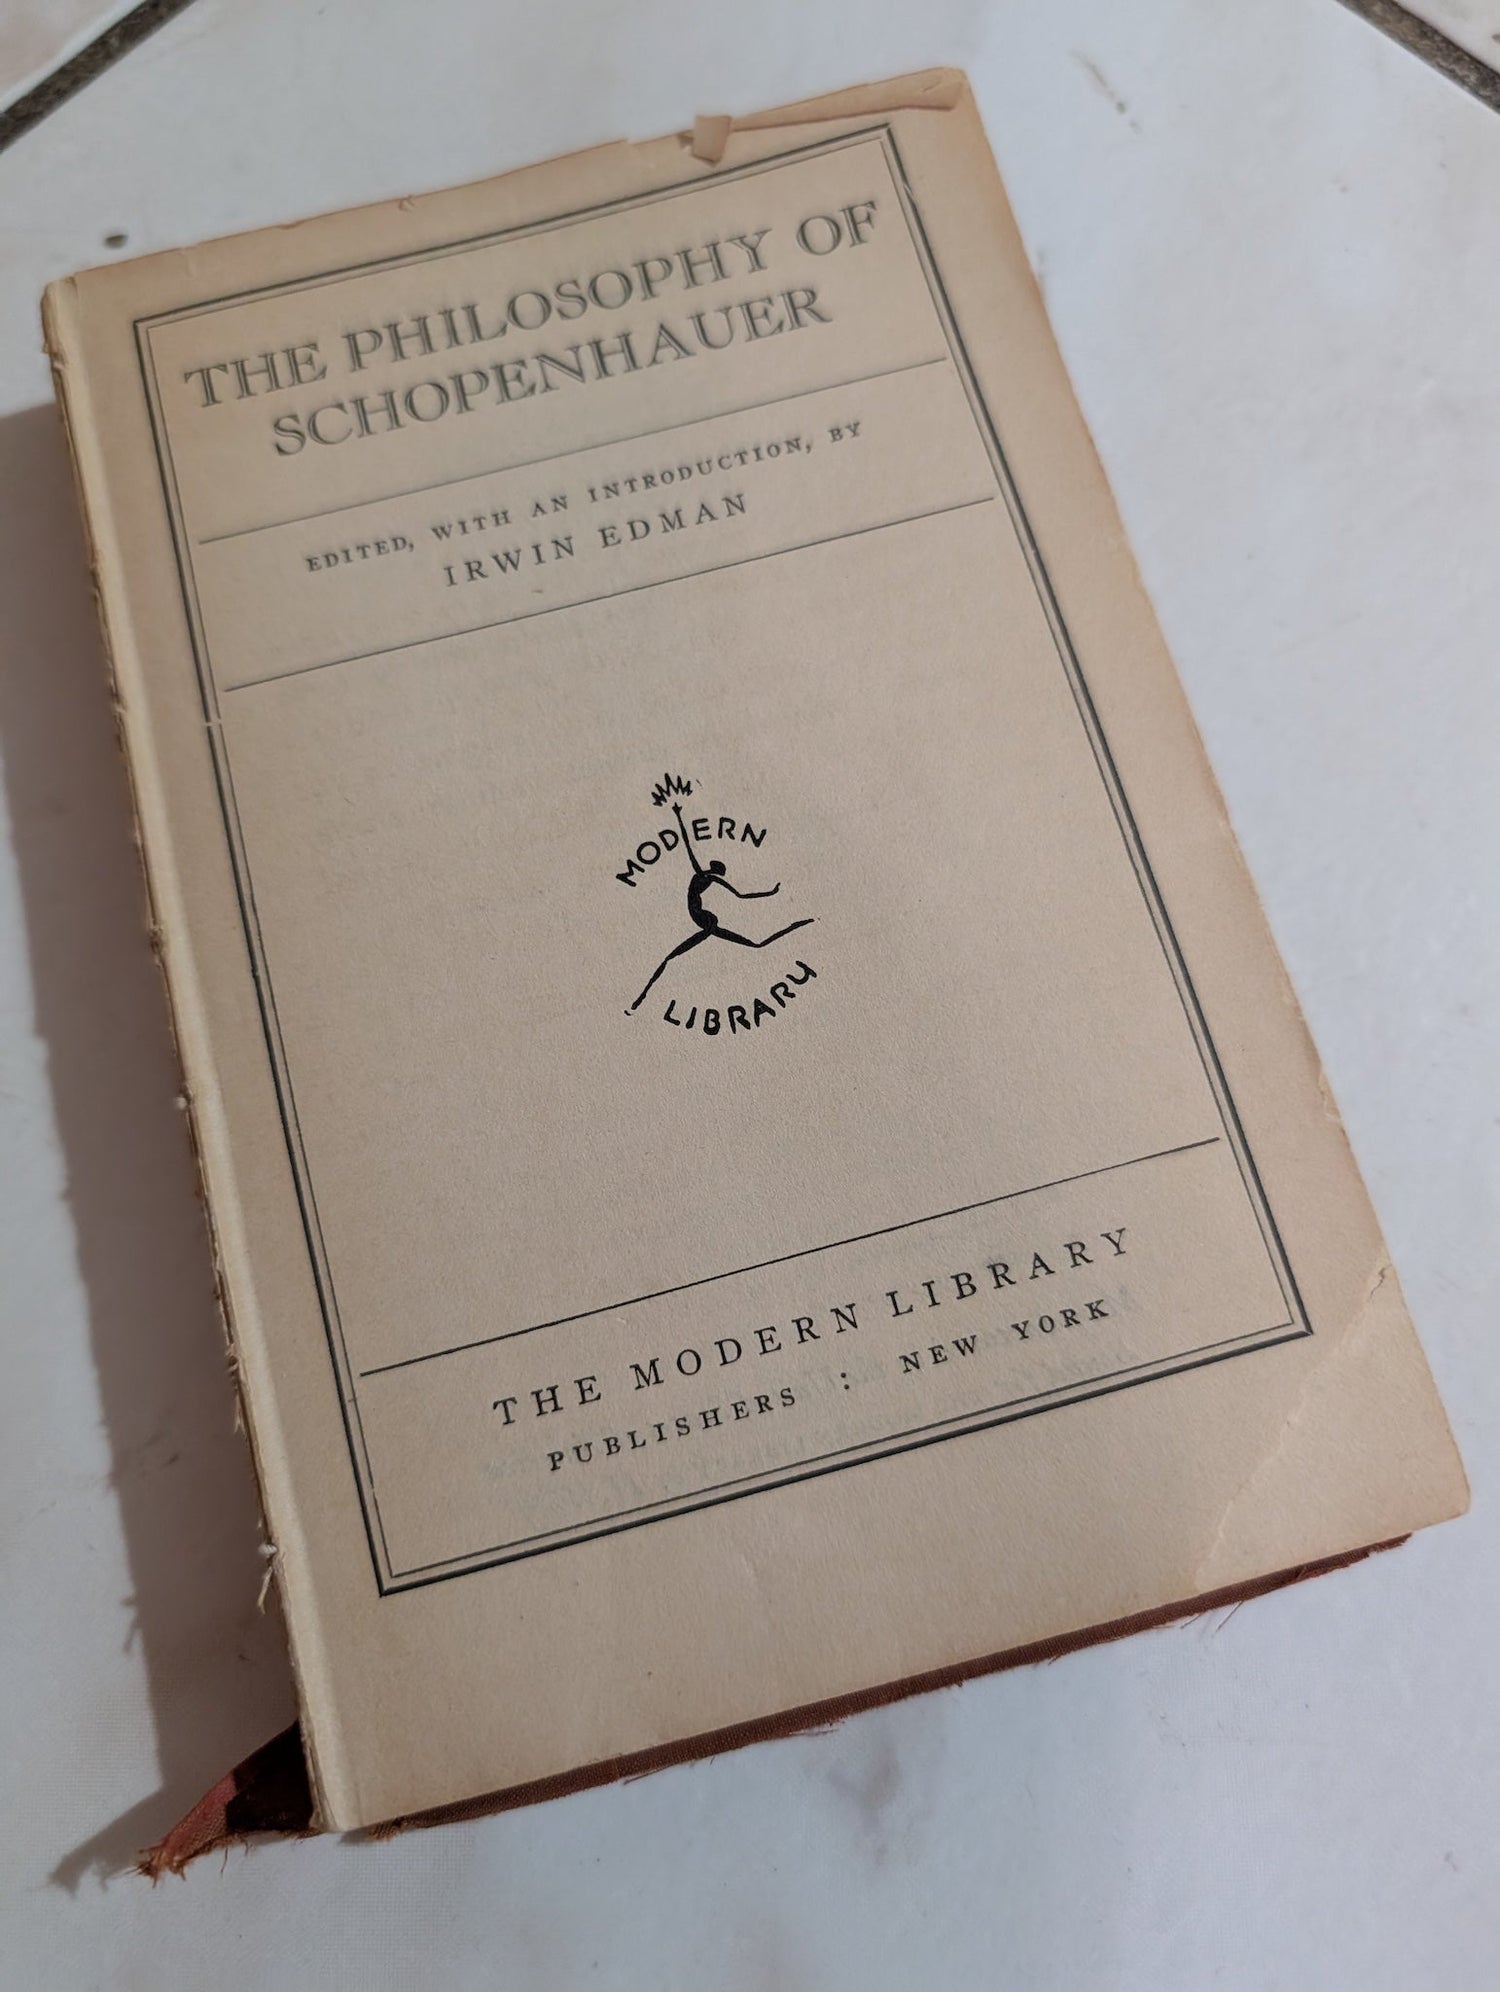 THE PHILOSOPHY OF
SCHOPENHAUER
EDITED, WITH AN INTRODUCTION, BY
IRWIN EDMAN
MODERN
LIBRARY
THE MODERN LIBRARY
PUBLISHERS : NEW YORK